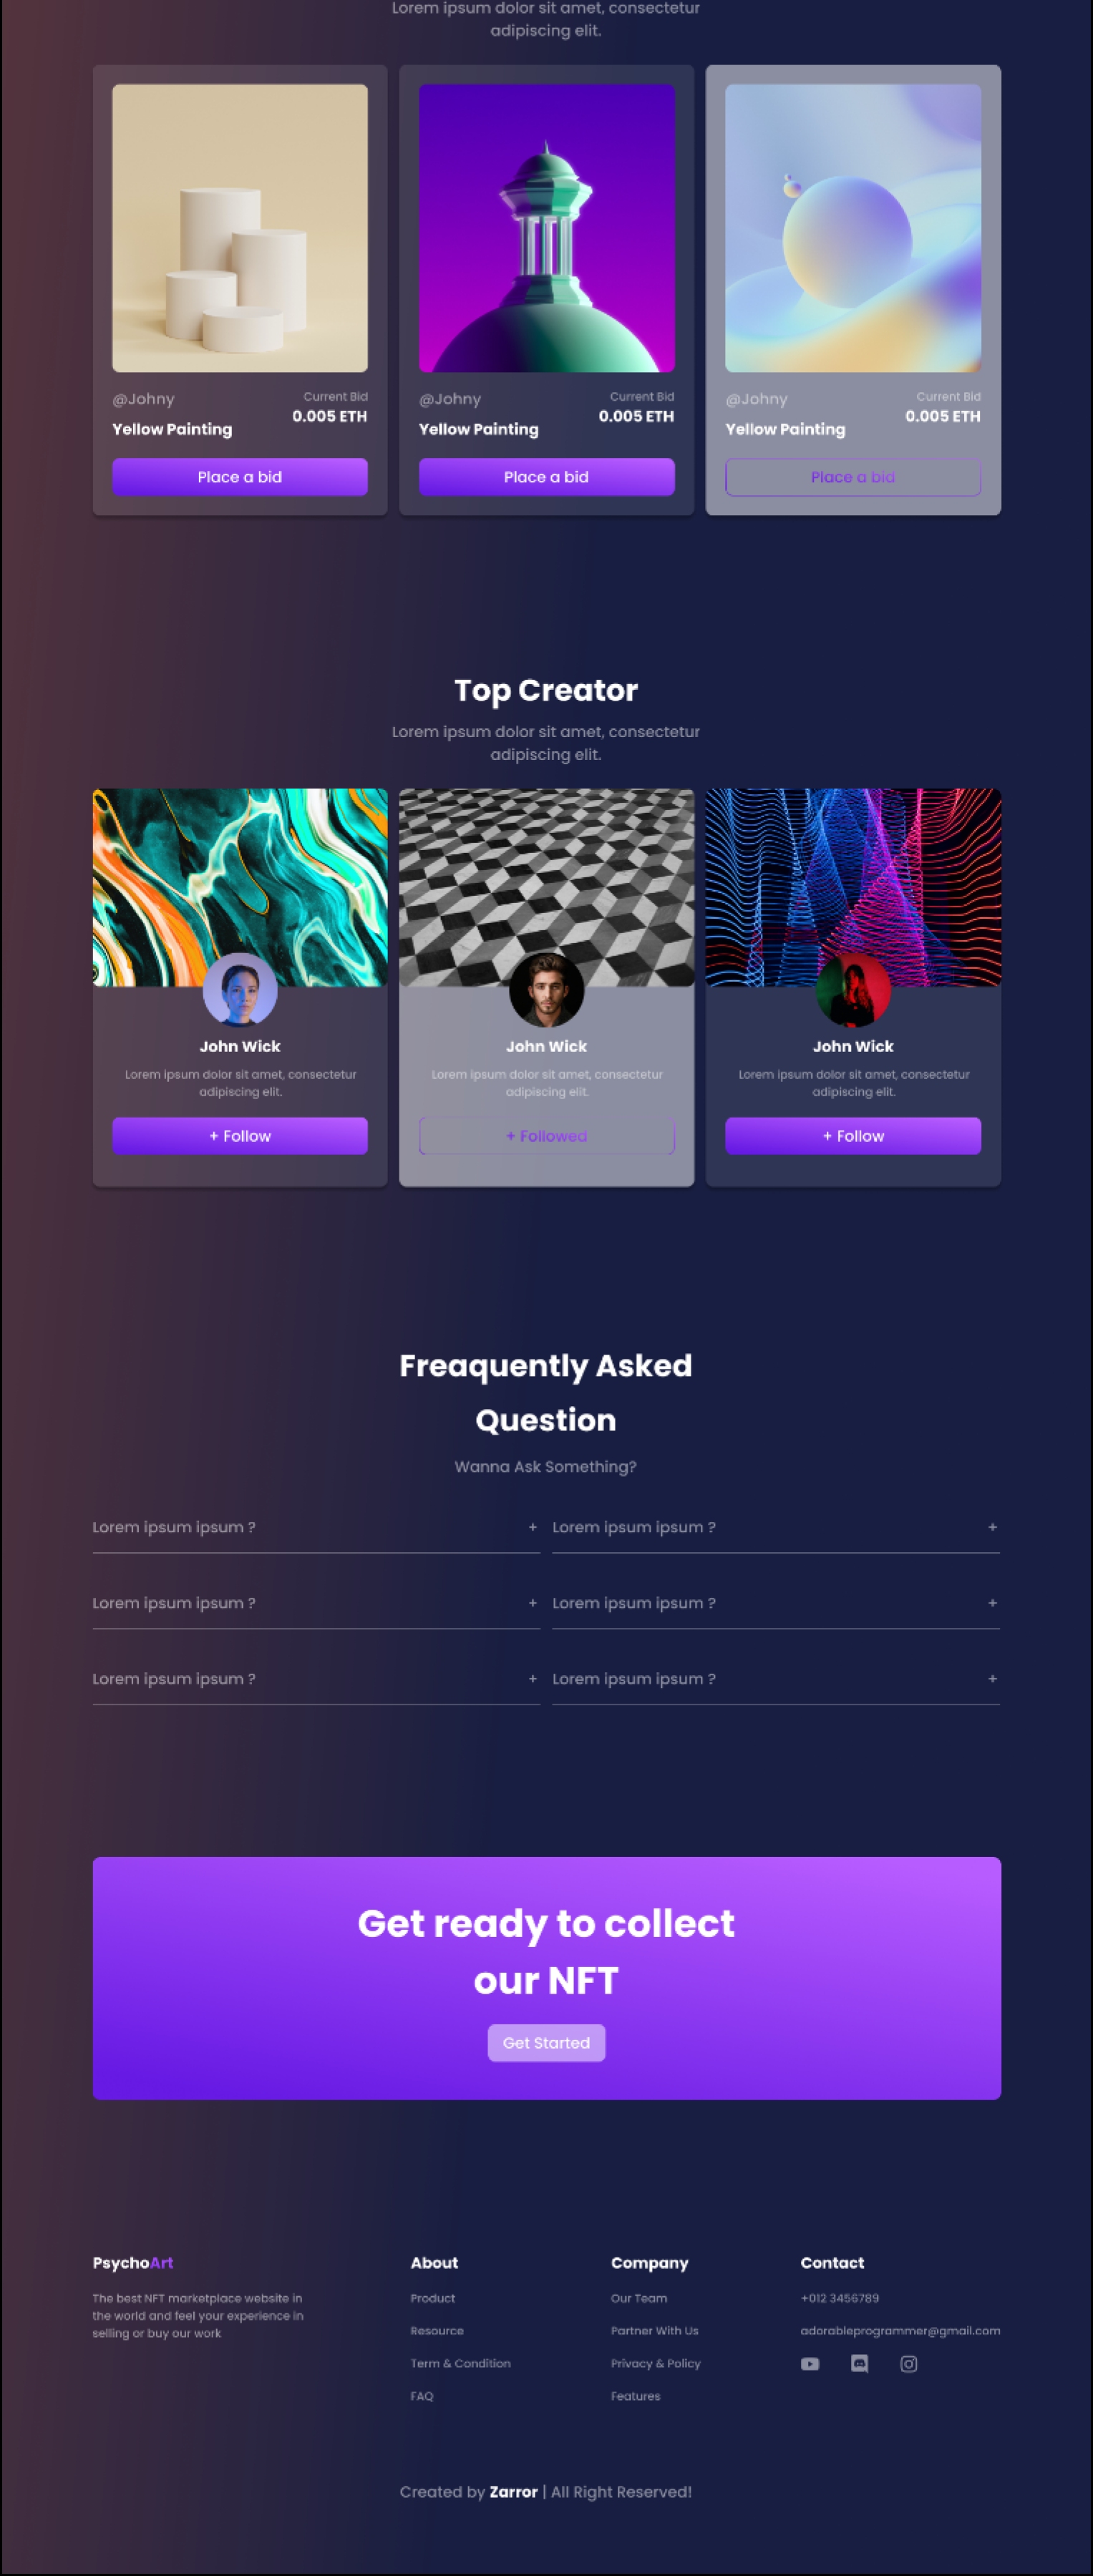 Lorem ipsum dolor sit amet, consectetur
adipiscing elit.
@Johny
Current Bid
0.005 ETH
Yellow Painting
Place a bid
@Johny
Current Bid
0.005 ETH
Yellow Painting
Place a bid
@Johny
Current Bid
0.005 ETH
Yellow Painting
Place a bid
Top Creator
Lorem ipsum dolor sit amet, consectetur
adipiscing elit.
John Wick
Lorem ipsum dolor sit amet, consectetur
adipiscing elit.
+ Follow
John Wick
Lorem ipsum dolor sit amet, consectetur
adipiscing elit.
+ Followed
John Wick
Lorem ipsum dolor sit amet, consectetur
adipiscing elit.
+ Follow
Freaquently Asked
Question
Wanna Ask Something?
Lorem ipsum ipsum ? +
Lorem ipsum ipsum ? +
Lorem ipsum ipsum ? +
Lorem ipsum ipsum ? +
Lorem ipsum ipsum ? +
Lorem ipsum ipsum ? +
Get ready to collect
our NFT
Get Started
PsychoArt
The best NFT marketplace website in
the world and feel your experience in
selling or buy our work
About
Product
Resource
Term & Condition
FAQ
Company
Our Team
Partner With Us
Privacy & Policy
Features
Contact
+012 3456789
adorableprogrammer@gmail.com
Created by Zarror | All Right Reserved!